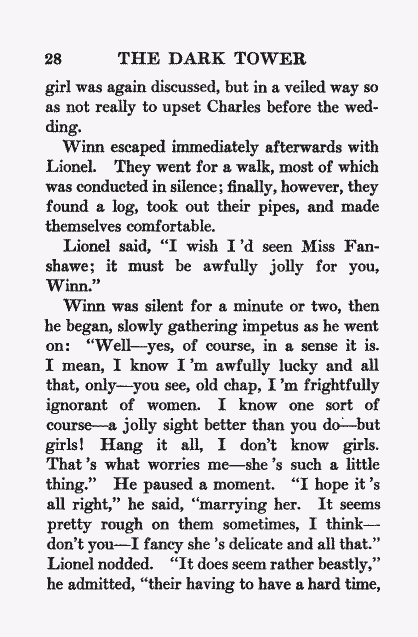 28 THE DARK TOWER
girl was again discussed, but in a veiled way so
as not really to upset Charles before the wed-
ding.
Winn escaped immediately afterwards with
Lionel. They went for a walk, most of which
was conducted in silence; finally, however, they
found a log, took out their pipes, and made
themselves comfortable.
Lionel said, "I wish I 'd seen Miss Fan-
shawe; it must be awfully jolly for you,
Winn."
Winn was silent for a minute or two, then
he began, slowly gathering impetus as he went
on: "Well—yes, of course, in a sense it is.
I mean, I know I 'm awfully lucky and all
that, only—you see, old chap, I 'm frightfully
ignorant of women. I know one sort of
course—a jolly sight better than you do—but
girls! Hang it all, I don't know girls.
That 's what worries me—she 's such a little
thing." He paused a moment. "I hope it 's
all right," he said, "marrying her. It seems
pretty rough on them sometimes, I think—
don't you—I fancy she 's delicate and all that."
Lionel nodded. "It does seem rather beastly,"
he admitted, "their having to have a hard time,